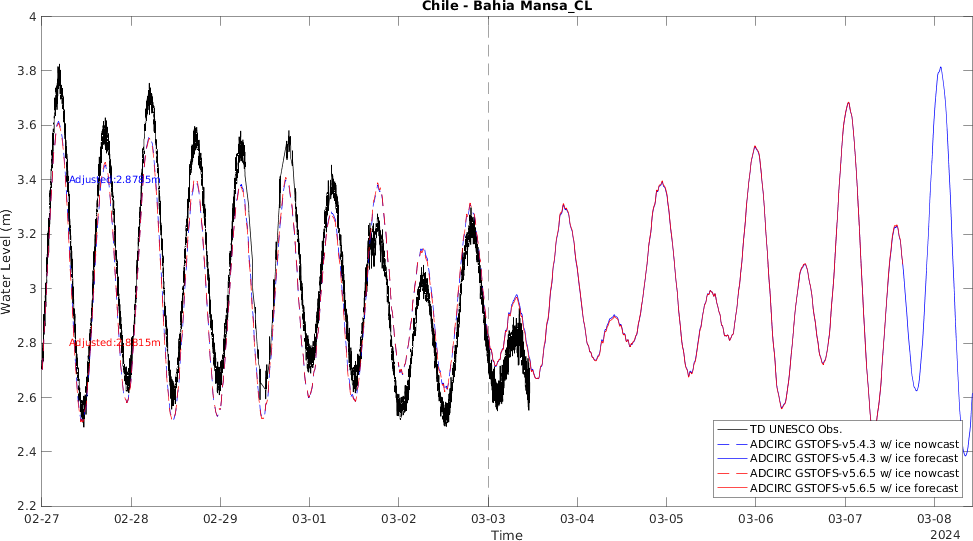 Chile - Bahia Mansa_CL
4
3.8
3.6
3.4
3.2
3
2.8
2.6
2.4
2.2
Water Level (m)
Adjusted:2.8785m
Adjusted:2.8815m
TD UNESCO Obs.
ADCIRC GSTOFS-v5.4.3 w/ ice nowcast
ADCIRC GSTOFS-v5.4.3 w/ ice forecast
ADCIRC GSTOFS-v5.6.5 w/ ice nowcast
ADCIRC GSTOFS-v5.6.5 w/ ice forecast
02-27 02-28 02-29 03-01 03-02 03-03 03-04 03-05 03-06 03-07 03-08
Time
2024